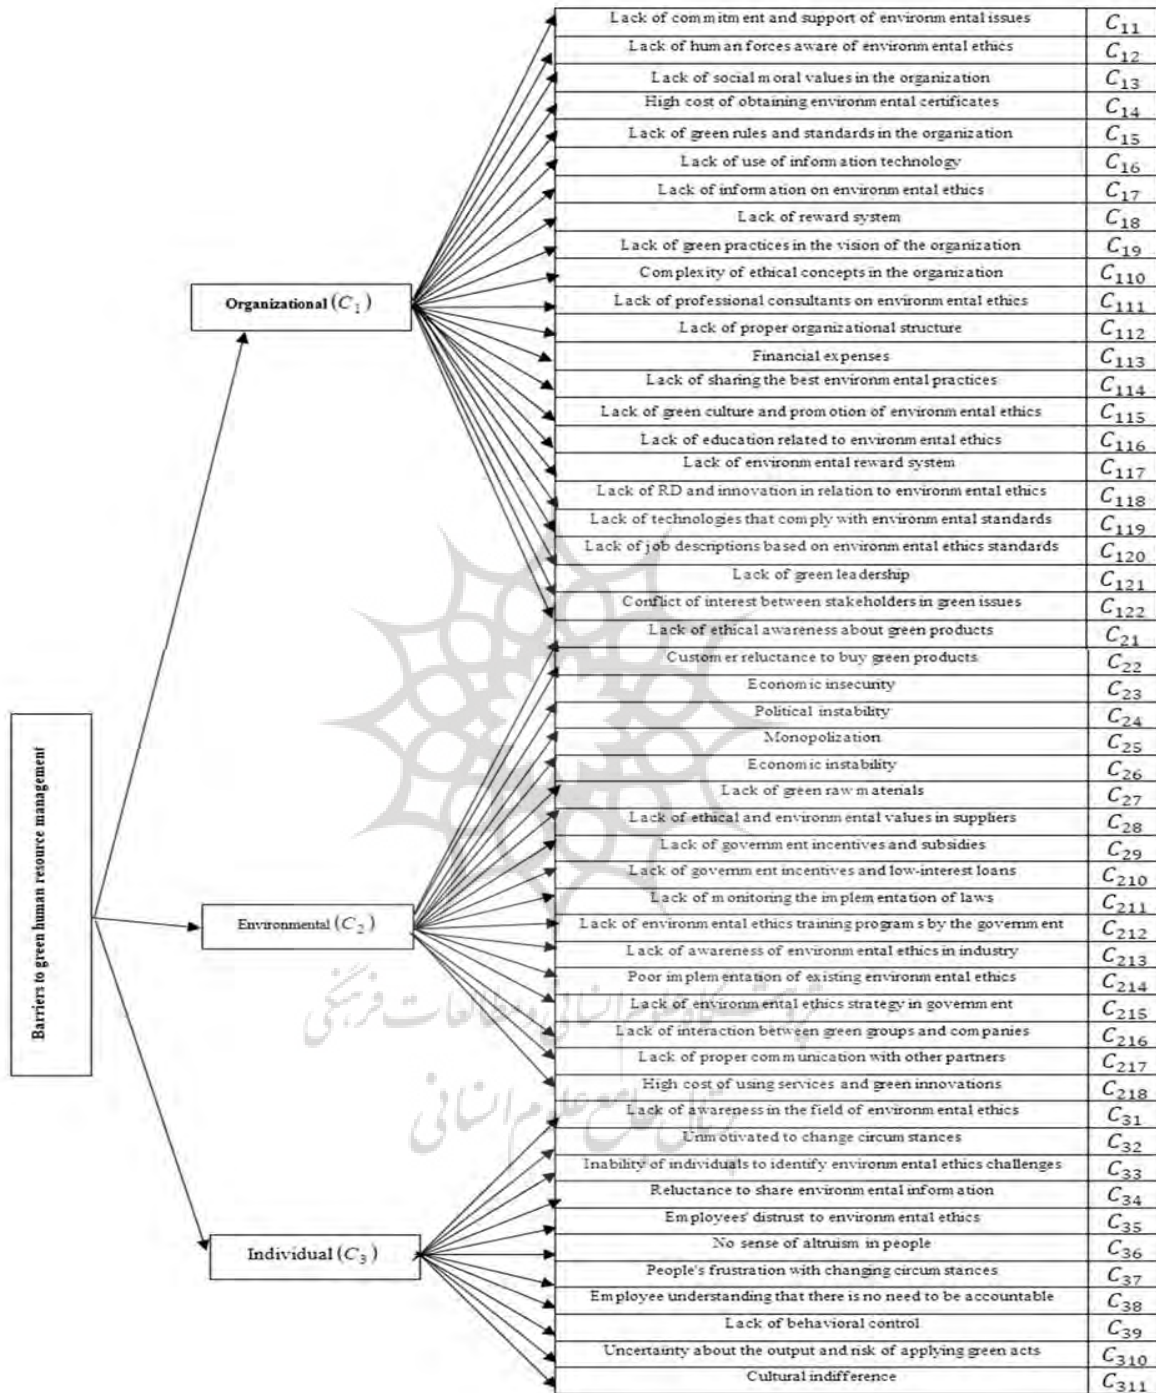 Barriers to green human resource management
Organizational (C₁)
Environmental (C₂)
Individual (C₃)
Lack of commitment and support of environmental issues C₁₁
Lack of human forces aware of environmental ethics C₁₂
Lack of social moral values in the organization C₁₃
High cost of obtaining environmental certificates C₁₄
Lack of green rules and standards in the organization C₁₅
Lack of use of information technology C₁₆
Lack of information on environmental ethics C₁₇
Lack of reward system C₁₈
Lack of green practices in the vision of the organization C₁₉
Complexity of ethical concepts in the organization C₁₁₀
Lack of professional consultants on environmental ethics C₁₁₁
Lack of proper organizational structure C₁₁₂
Financial expenses C₁₁₃
Lack of sharing the best environmental practices C₁₁₄
Lack of green culture and promotion of environmental ethics C₁₁₅
Lack of education related to environmental ethics C₁₁₆
Lack of environmental reward system C₁₁₇
Lack of RD and innovation in relation to environmental ethics C₁₁₈
Lack of technologies that comply with environmental standards C₁₁₉
Lack of job descriptions based on environmental ethics standards C₁₂₀
Lack of green leadership C₁₂₁
Conflict of interest between stakeholders in green issues C₁₂₂
Lack of ethical awareness about green products C₂₁
Customer reluctance to buy green products C₂₂
Economic insecurity C₂₃
Political instability C₂₄
Monopolization C₂₅
Economic instability C₂₆
Lack of green raw materials C₂₇
Lack of ethical and environmental values in suppliers C₂₈
Lack of government incentives and subsidies C₂₉
Lack of government incentives and low-interest loans C₂₁₀
Lack of monitoring the implementation of laws C₂₁₁
Lack of environmental ethics training programs by the government C₂₁₂
Lack of awareness of environmental ethics in industry C₂₁₃
Poor implementation of existing environmental ethics C₂₁₄
Lack of environmental ethics strategy in government C₂₁₅
Lack of interaction between green groups and companies C₂₁₆
Lack of proper communication with other partners C₂₁₇
High cost of using services and green innovations C₂₁₈
Lack of awareness in the field of environmental ethics C₃₁
Unmotivated to change circumstances C₃₂
Inability of individuals to identify environmental ethics challenges C₃₃
Reluctance to share environmental information C₃₄
Employees' distrust to environmental ethics C₃₅
No sense of altruism in people C₃₆
People's frustration with changing circumstances C₃₇
Employee understanding that there is no need to be accountable C₃₈
Lack of behavioral control C₃₉
Uncertainty about the output and risk of applying green acts C₃₁₀
Cultural indifference C₃₁₁
پژوهشگاه علوم انسانی و مطالعات فرهنگی
پرتال جامع علوم انسانی